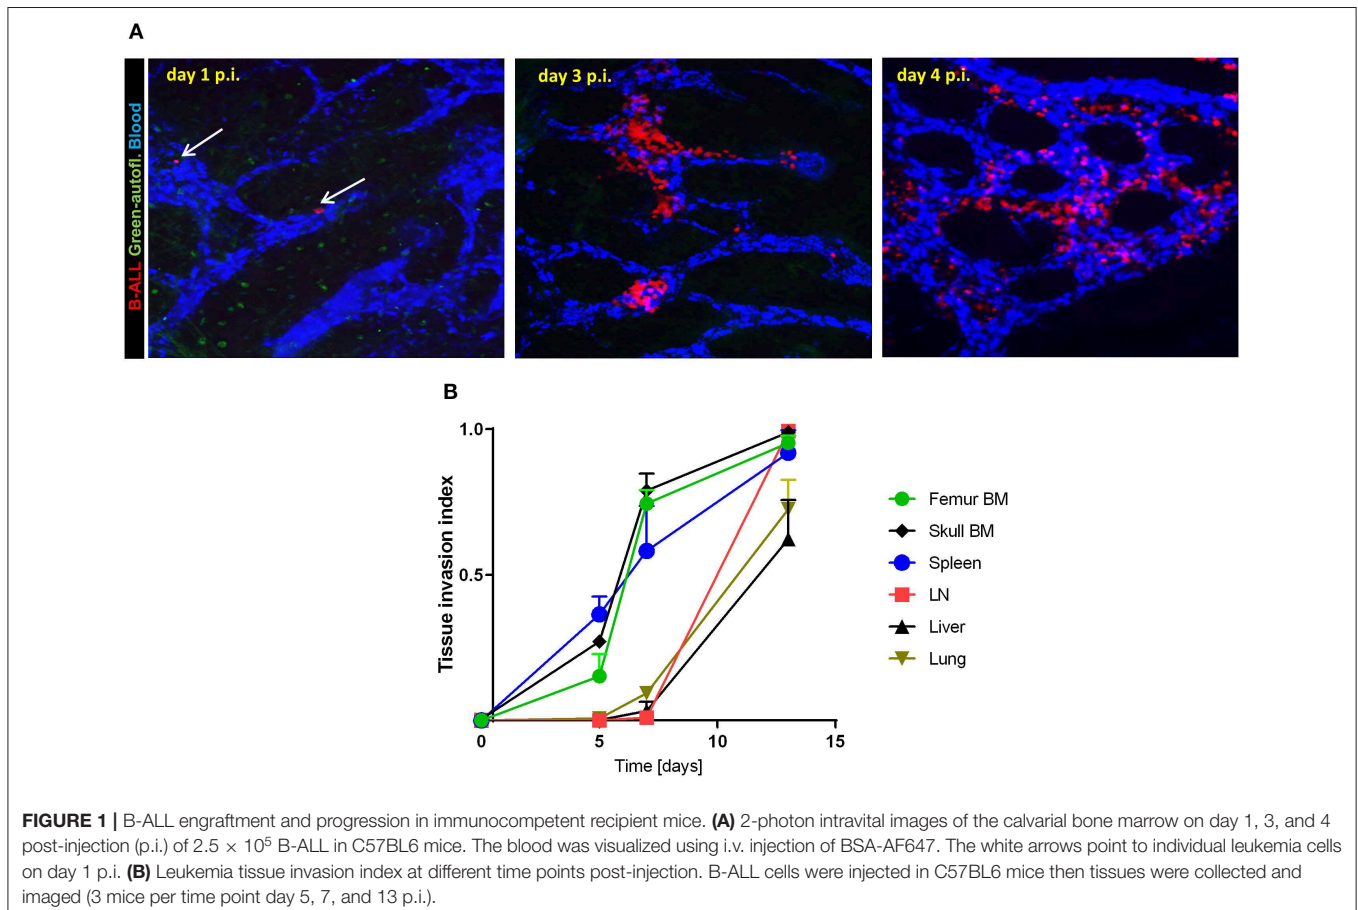 A
day 1 p.i.
day 3 p.i.
day 4 p.i.
B-ALL Green-autofl. Blood
B
1.0
0.5
Tissue invasion index
0 5 10 15
Time [days]
Femur BM
Skull BM
Spleen
LN
Liver
Lung
FIGURE 1 | B-ALL engraftment and progression in immunocompetent recipient mice. (A) 2-photon intravital images of the calvarial bone marrow on day 1, 3, and 4
post-injection (p.i.) of 2.5 × 10⁵ B-ALL in C57BL6 mice. The blood was visualized using i.v. injection of BSA-AF647. The white arrows point to individual leukemia cells
on day 1 p.i. (B) Leukemia tissue invasion index at different time points post-injection. B-ALL cells were injected in C57BL6 mice then tissues were collected and
imaged (3 mice per time point day 5, 7, and 13 p.i.).